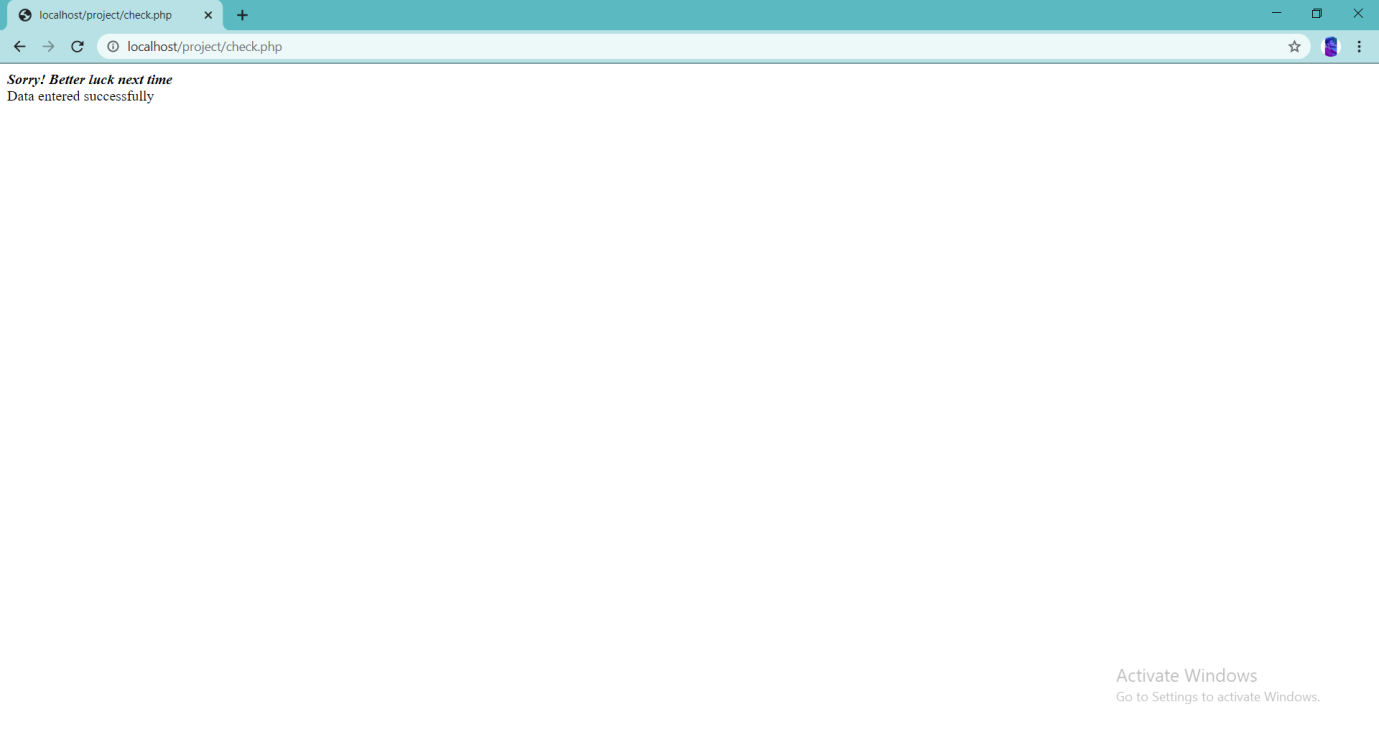 localhost/project/check.php
localhost/project/check.php
Sorry! Better luck next time
Data entered successfully
Activate Windows
Go to Settings to activate Windows.